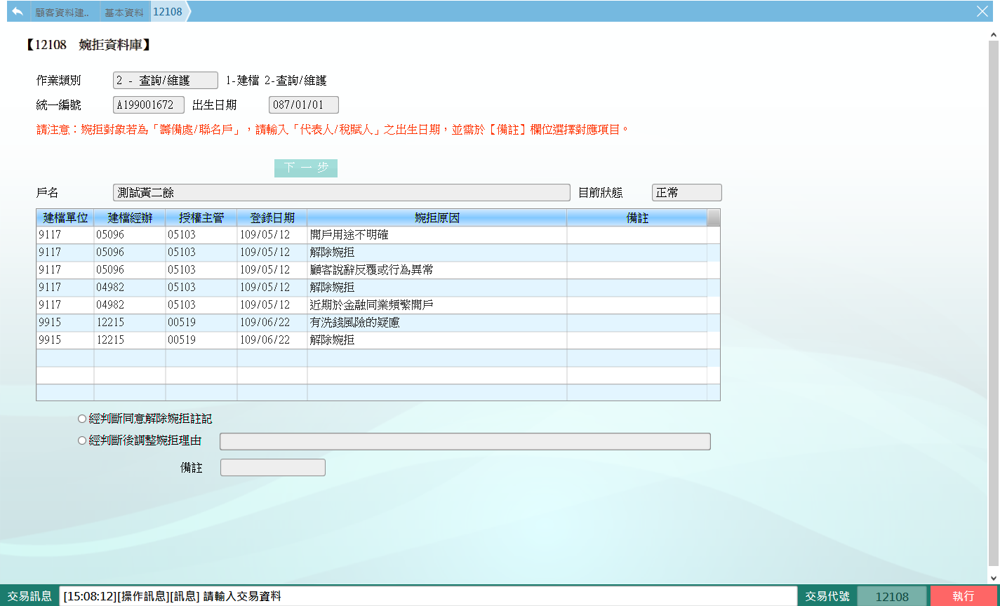 顧客資料建.. 基本資料 12108
【12108 婉拒資料庫】
作業類別 2 - 查詢/維護 1-建檔 2-查詢/維護
統一編號 A199001672 出生日期 087/01/01
請注意：婉拒對象若為「籌備處/聯名戶」，請輸入「代表人/稅賦人」之出生日期，並需於【備註】欄位選擇對應項目。
下一步
戶名 測試黃二餘 目前狀態 正常
建檔單位 建檔經辦 授權主管 登錄日期 婉拒原因 備註
9117 05096 05103 109/05/12 開戶用途不明確
9117 05096 05103 109/05/12 解除婉拒
9117 05096 05103 109/05/12 顧客說辭反覆或行為異常
9117 04982 05103 109/05/12 解除婉拒
9117 04982 05103 109/05/12 近期於金融同業頻繁開戶
9915 12215 00519 109/06/22 有洗錢風險的疑慮
9915 12215 00519 109/06/22 解除婉拒
經判斷同意解除婉拒註記
經判斷後調整婉拒理由
備註
交易訊息 [15:08:12][操作訊息][訊息] 請輸入交易資料 交易代號 12108 執行